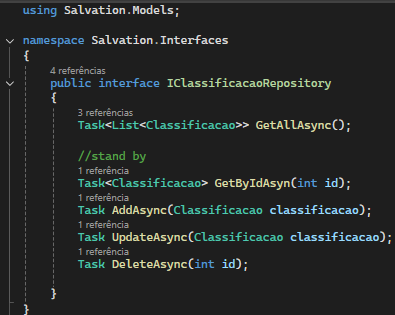 using Salvation.Models;
namespace Salvation.Interfaces
{
4 referências
public interface IClassificacaoRepository
{
3 referências
Task<List<Classificacao>> GetAllAsync();
//stand by
1 referência
Task<Classificacao> GetByIdAsyn(int id);
1 referência
Task AddAsync(Classificacao classificacao);
1 referência
Task UpdateAsync(Classificacao classificacao);
1 referência
Task DeleteAsync(int id);
}
}